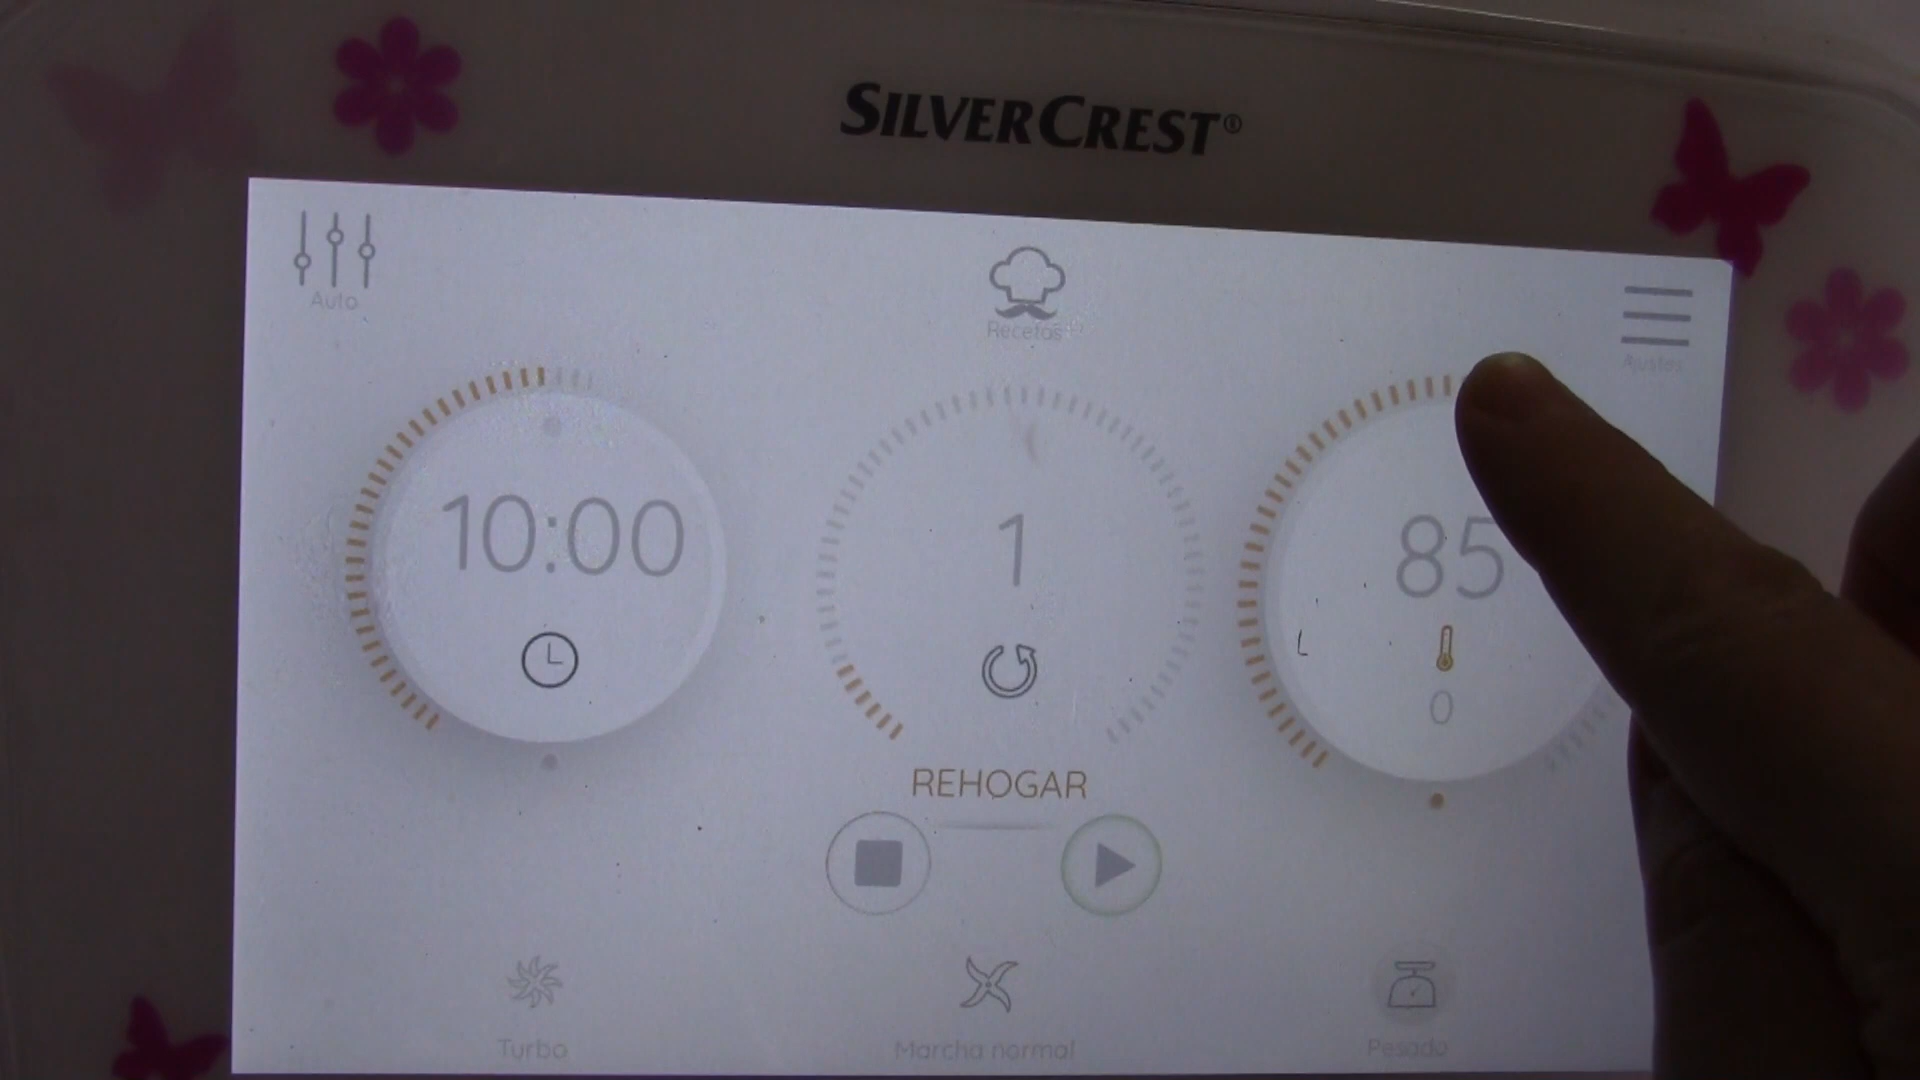 SILVERCREST®
Auto
Recetas
Ajustes
10:00
1
85
0
REHOGAR
Turbo
Marcha normal
Pesado